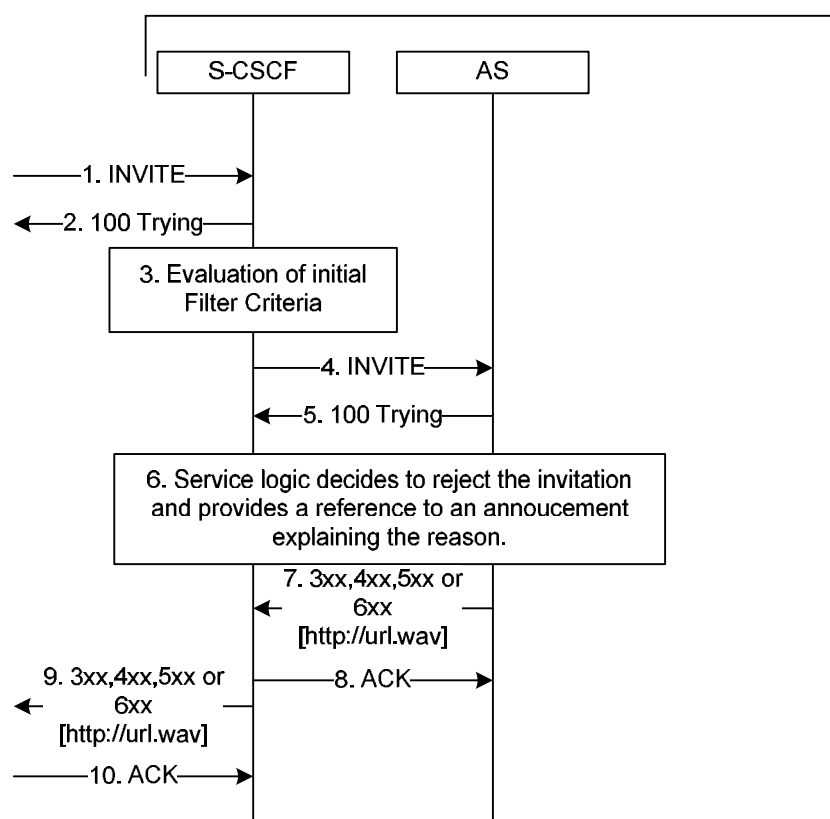 S-CSCF
AS
1. INVITE
2. 100 Trying
3. Evaluation of initial
Filter Criteria
4. INVITE
5. 100 Trying
6. Service logic decides to reject the invitation
and provides a reference to an annoucement
explaining the reason.
7. 3xx,4xx,5xx or
6xx
[http://url.wav]
8. ACK
9. 3xx,4xx,5xx or
6xx
[http://url.wav]
10. ACK